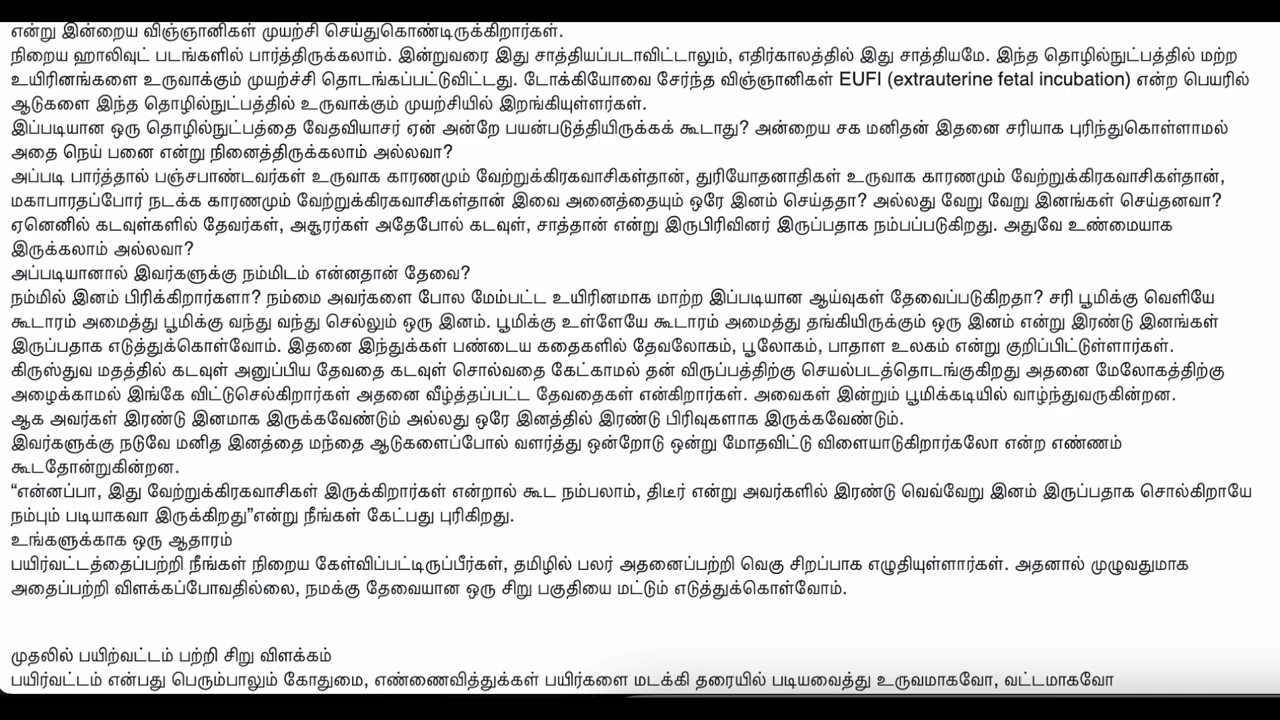 என்று இன்றைய விஞ்ஞானிகள் முயற்சி செய்துகொண்டிருக்கிறார்கள்.
நிறைய ஹாலிவுட் படங்களில் பார்த்திருக்கலாம். இன்றுவரை இது சாத்தியப்படாவிட்டாலும், எதிர்காலத்தில் இது சாத்தியமே. இந்த தொழில்நுட்பத்தில் மற்ற
உயிரினங்களை உருவாக்கும் முயற்ச்சி தொடங்கப்பட்டுவிட்டது. டோக்கியோவை சேர்ந்த விஞ்ஞானிகள் EUFI (extrauterine fetal incubation) என்ற பெயரில்
ஆடுகளை இந்த தொழில்நுட்பத்தில் உருவாக்கும் முயற்சியில் இறங்கியுள்ளர்கள்.
இப்படியான ஒரு தொழில்நுட்பத்தை வேதவியாசர் ஏன் அன்றே பயன்படுத்தியிருக்கக் கூடாது? அன்றைய சக மனிதன் இதனை சரியாக புரிந்துகொள்ளாமல்
அதை நெய் பனை என்று நினைத்திருக்கலாம் அல்லவா?
அப்படி பார்த்தால் பஞ்சபாண்டவர்கள் உருவாக காரணமும் வேற்றுக்கிரகவாசிகள்தான், துரியோதனாதிகள் உருவாக காரணமும் வேற்றுக்கிரகவாசிகள்தான்,
மகாபாரதப்போர் நடக்க காரணமும் வேற்றுக்கிரகவாசிகள்தான் இவை அனைத்தையும் ஒரே இனம் செய்ததா? அல்லது வேறு வேறு இனங்கள் செய்தனவா?
ஏனெனில் கடவுள்களில் தேவர்கள், அசூரர்கள் அதேபோல் கடவுள், சாத்தான் என்று இருபிரிவினர் இருப்பதாக நம்பப்படுகிறது. அதுவே உண்மையாக
இருக்கலாம் அல்லவா?
அப்படியானால் இவர்களுக்கு நம்மிடம் என்னதான் தேவை?
நம்மில் இனம் பிரிக்கிறார்களா? நம்மை அவர்களை போல மேம்பட்ட உயிரினமாக மாற்ற இப்படியான ஆய்வுகள் தேவைப்படுகிறதா? சரி பூமிக்கு வெளியே
கூடாரம் அமைத்து பூமிக்கு வந்து வந்து செல்லும் ஒரு இனம். பூமிக்கு உள்ளேயே கூடாரம் அமைத்து தங்கியிருக்கும் ஒரு இனம் என்று இரண்டு இனங்கள்
இருப்பதாக எடுத்துக்கொள்வோம். இதனை இந்துக்கள் பண்டைய கதைகளில் தேவலோகம், பூலோகம், பாதாள உலகம் என்று குறிப்பிட்டுள்ளார்கள்.
கிருஸ்துவ மதத்தில் கடவுள் அனுப்பிய தேவதை கடவுள் சொல்வதை கேட்காமல் தன் விருப்பத்திற்கு செயல்படத்தொடங்குகிறது அதனை மேலோகத்திற்கு
அழைக்காமல் இங்கே விட்டுசெல்கிறார்கள் அதனை வீழ்த்தப்பட்ட தேவதைகள் என்கிறார்கள். அவைகள் இன்றும் பூமிக்கடியில் வாழ்ந்துவருகின்றன.
ஆக அவர்கள் இரண்டு இனமாக இருக்கவேண்டும் அல்லது ஒரே இனத்தில் இரண்டு பிரிவுகளாக இருக்கவேண்டும்.
இவர்களுக்கு நடுவே மனித இனத்தை மந்தை ஆடுகளைப்போல் வளர்த்து ஒன்றோடு ஒன்று மோதவிட்டு விளையாடுகிறார்கலோ என்ற எண்ணம்
கூடதோன்றுகின்றன.
“என்னப்பா, இது வேற்றுக்கிரகவாசிகள் இருக்கிறார்கள் என்றால் கூட நம்பலாம், திடீர் என்று அவர்களில் இரண்டு வெவ்வேறு இனம் இருப்பதாக சொல்கிறாயே
நம்பும் படியாகவா இருக்கிறது”என்று நீங்கள் கேட்பது புரிகிறது.
உங்களுக்காக ஒரு ஆதாரம்
பயிர்வட்டத்தைப்பற்றி நீங்கள் நிறைய கேள்விப்பட்டிருப்பீர்கள், தமிழில் பலர் அதனைப்பற்றி வெகு சிறப்பாக எழுதியுள்ளார்கள். அதனால் முழுவதுமாக
அதைப்பற்றி விளக்கப்போவதில்லை, நமக்கு தேவையான ஒரு சிறு பகுதியை மட்டும் எடுத்துக்கொள்வோம்.
முதலில் பயிற்வட்டம் பற்றி சிறு விளக்கம்
பயிர்வட்டம் என்பது பெரும்பாலும் கோதுமை, எண்ணைவித்துக்கள் பயிர்களை மடக்கி தரையில் படியவைத்து உருவமாகவோ, வட்டமாகவோ